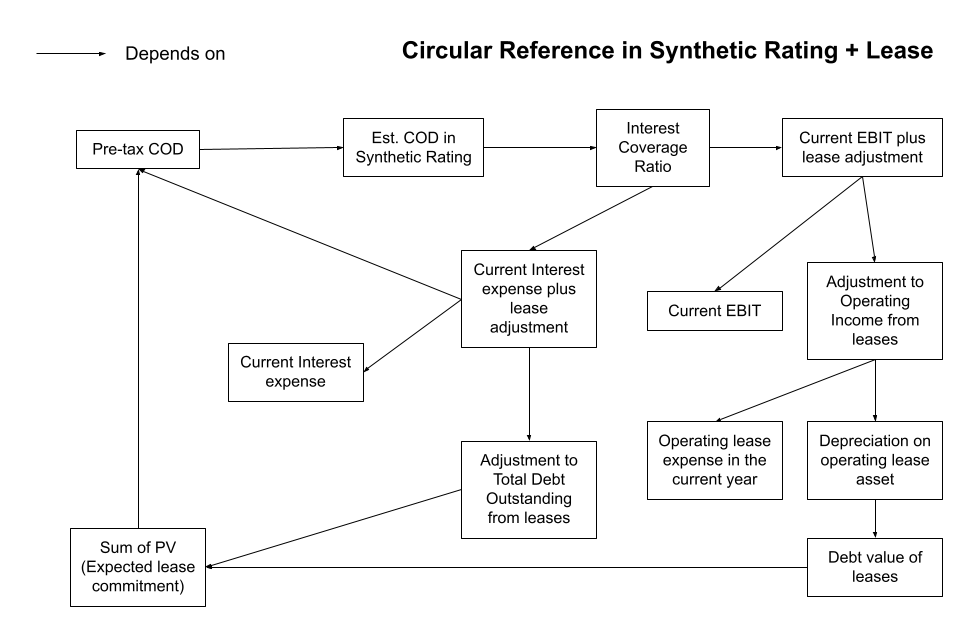 Depends on
Circular Reference in Synthetic Rating + Lease
Pre-tax COD
Est. COD in
Synthetic Rating
Interest
Coverage
Ratio
Current EBIT plus
lease adjustment
Current Interest
expense plus
lease
adjustment
Current EBIT
Adjustment to
Operating
Income from
leases
Current Interest
expense
Adjustment to
Total Debt
Outstanding
from leases
Operating lease
expense in the
current year
Depreciation on
operating lease
asset
Sum of PV
(Expected lease
commitment)
Debt value of
leases